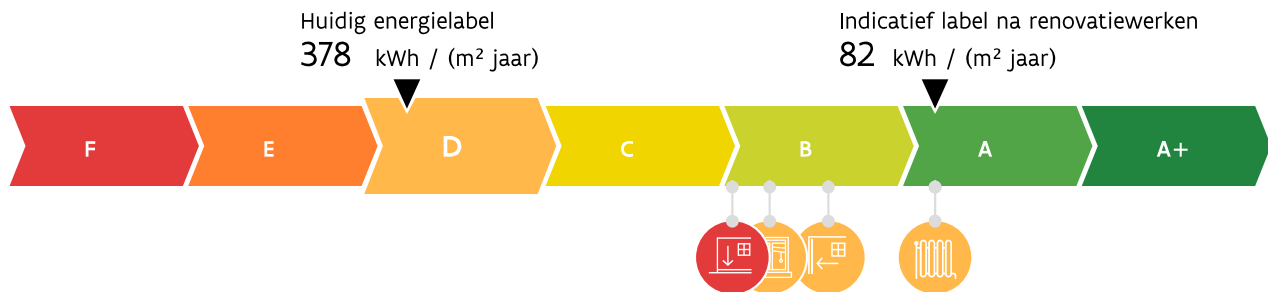 Huidig energielabel
378 kWh / (m² jaar)
Indicatief label na renovatiewerken
82 kWh / (m² jaar)
F
E
D
C
B
A
A+